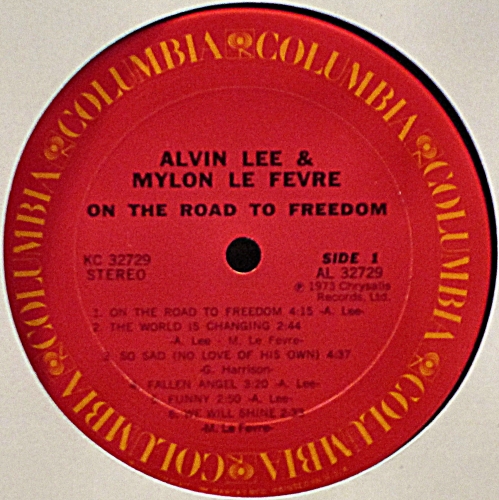 COLUMBIA COLUMBIA COLUMBIA COLUMBIA COLUMBIA COLUMBIA COLUMBIA
ALVIN LEE &
MYLON LE FEVRE
ON THE ROAD TO FREEDOM
KC 32729
STEREO
SIDE 1
AL 32729
℗ 1973 Chrysalis
Records, Ltd.
1. ON THE ROAD TO FREEDOM 4:15 -A. Lee-
2. THE WORLD IS CHANGING 2:44
-A. Lee - M. Le Fevre-
3. SO SAD (NO LOVE OF HIS OWN) 4:37
-G. Harrison-
4. FALLEN ANGEL 3:20 -A. Lee-
5. FUNNY 2:50 -A. Lee-
6. WE WILL SHINE 2:33
-M. Le Fevre-